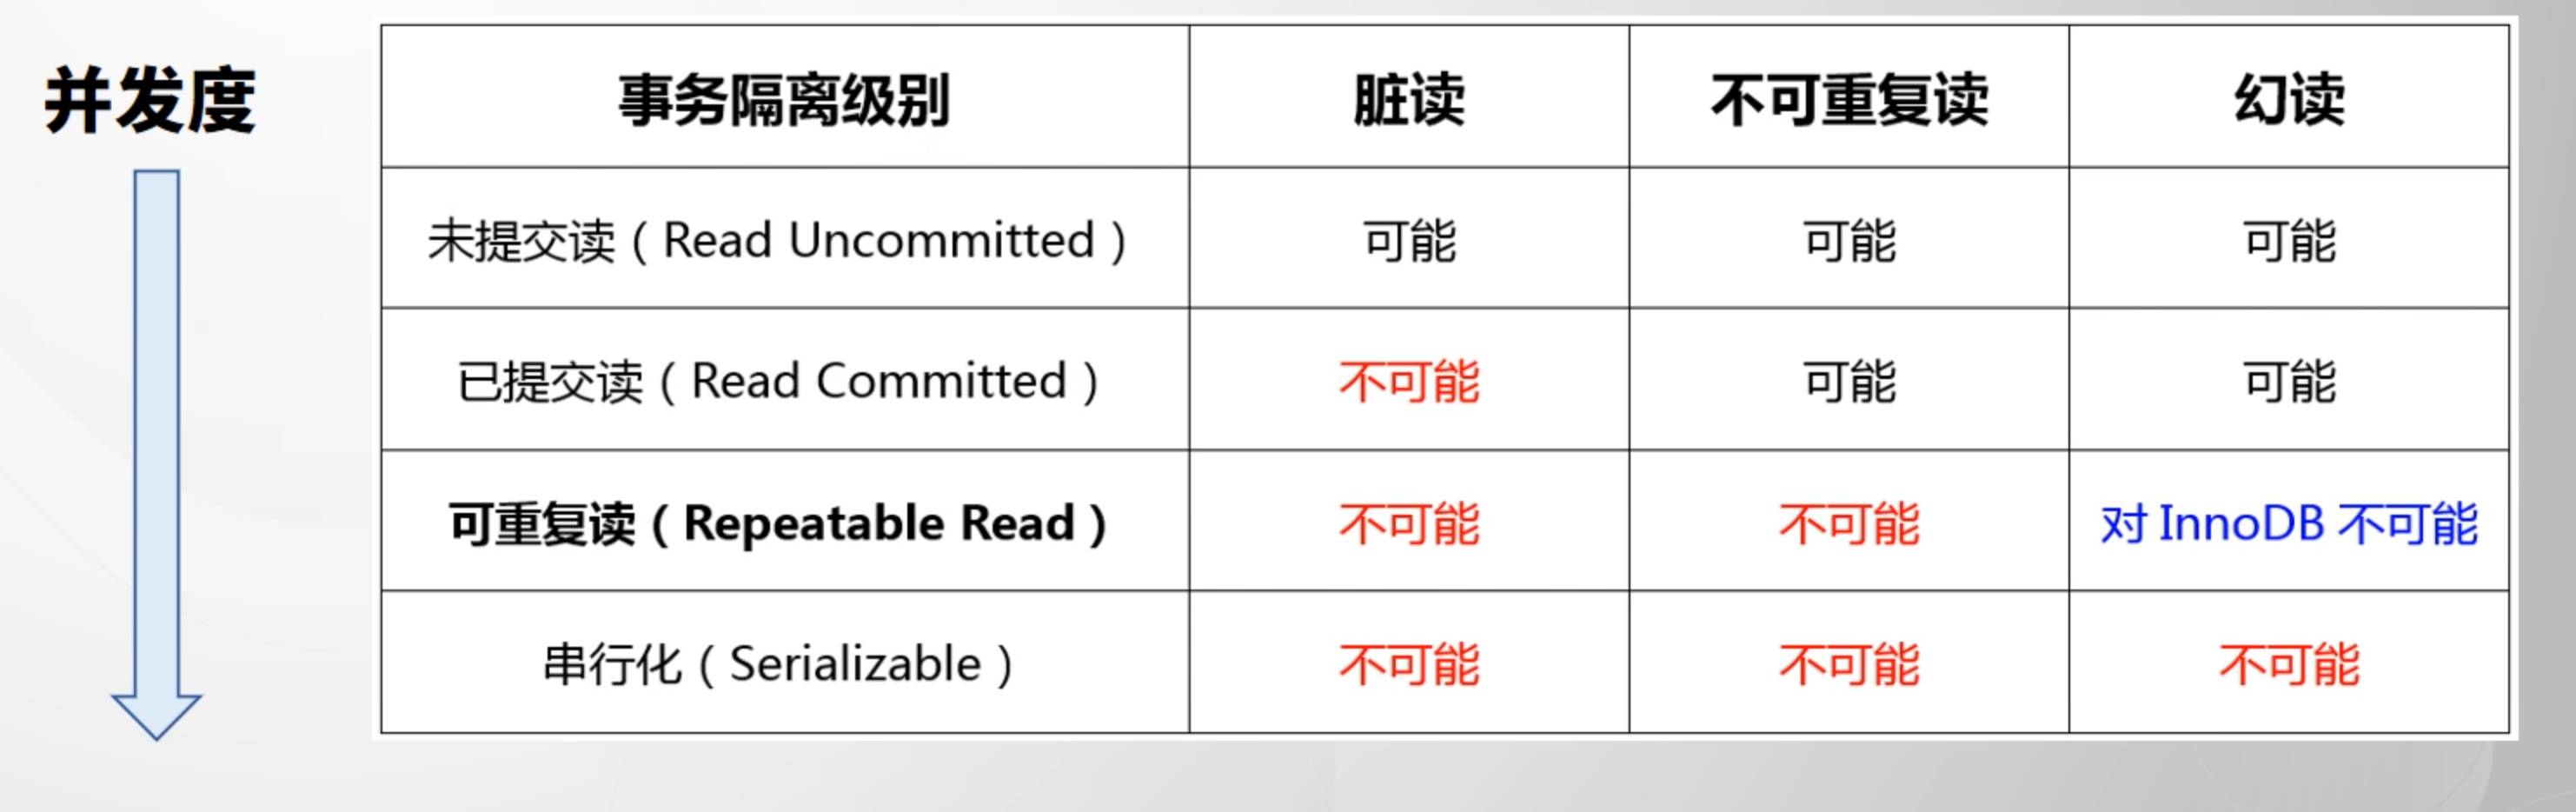 并发度
事务隔离级别 脏读 不可重复读 幻读
未提交读（Read Uncommitted） 可能 可能 可能
已提交读（Read Committed） 不可能 可能 可能
可重复读（Repeatable Read） 不可能 不可能 对 InnoDB 不可能
串行化（Serializable） 不可能 不可能 不可能